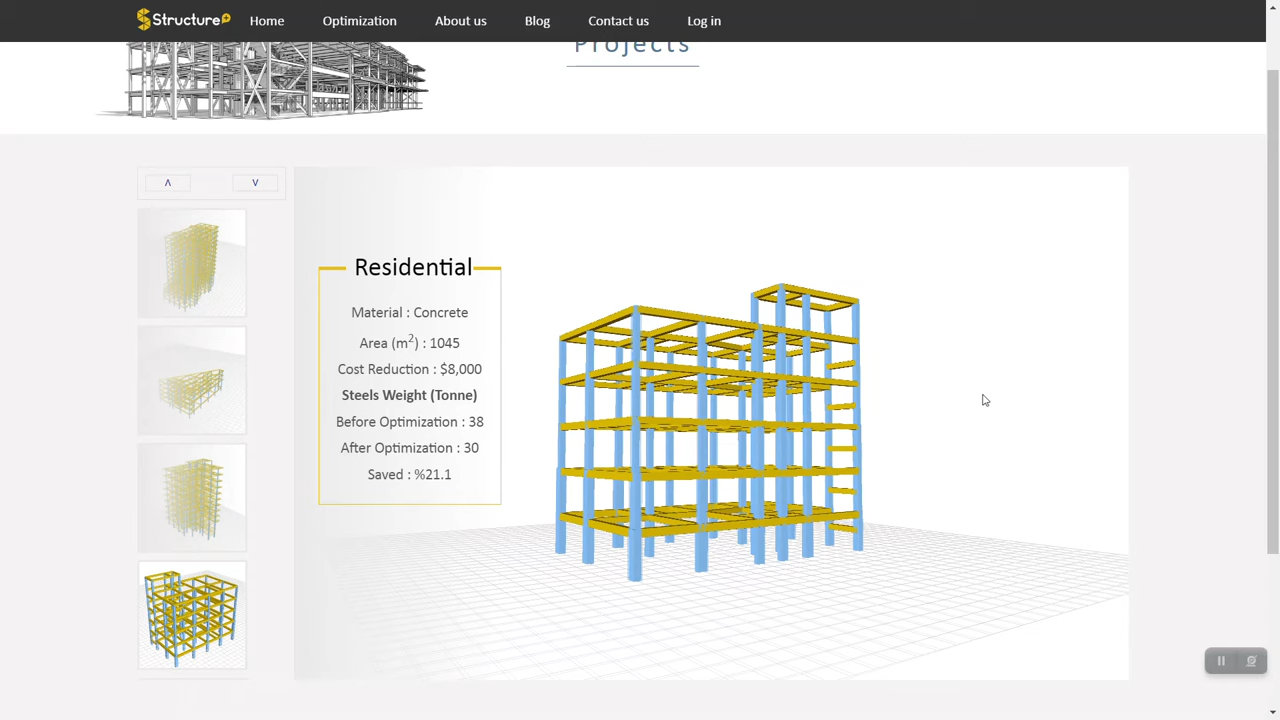 Structure+ Home Optimization About us Blog Contact us Log in
Projects
Λ V
Residential
Material : Concrete
Area (m²) : 1045
Cost Reduction : $8,000
Steels Weight (Tonne)
Before Optimization : 38
After Optimization : 30
Saved : %21.1